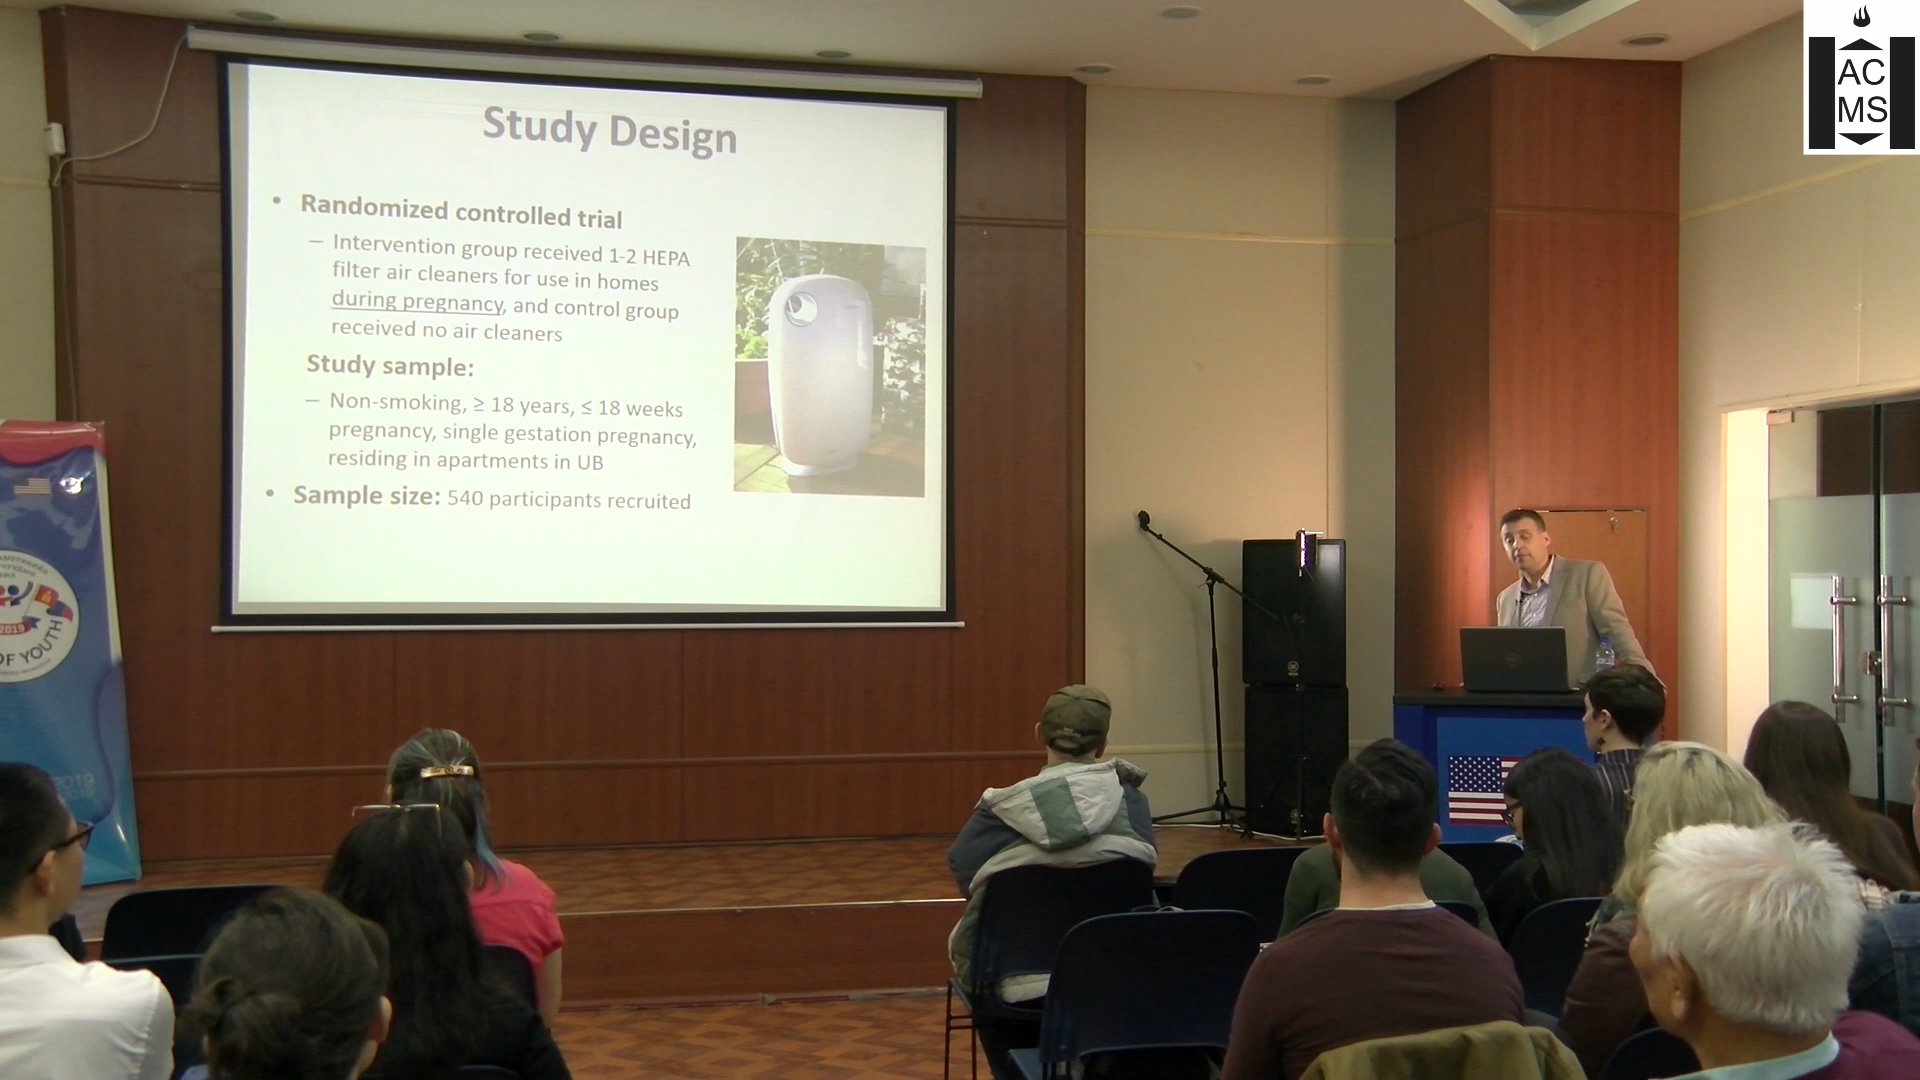 Study Design
• Randomized controlled trial
– Intervention group received 1-2 HEPA
filter air cleaners for use in homes
during pregnancy, and control group
received no air cleaners
Study sample:
– Non-smoking, ≥ 18 years, ≤ 18 weeks
pregnancy, single gestation pregnancy,
residing in apartments in UB
• Sample size: 540 participants recruited
AC
MS
2019
OF YOUTH
2019